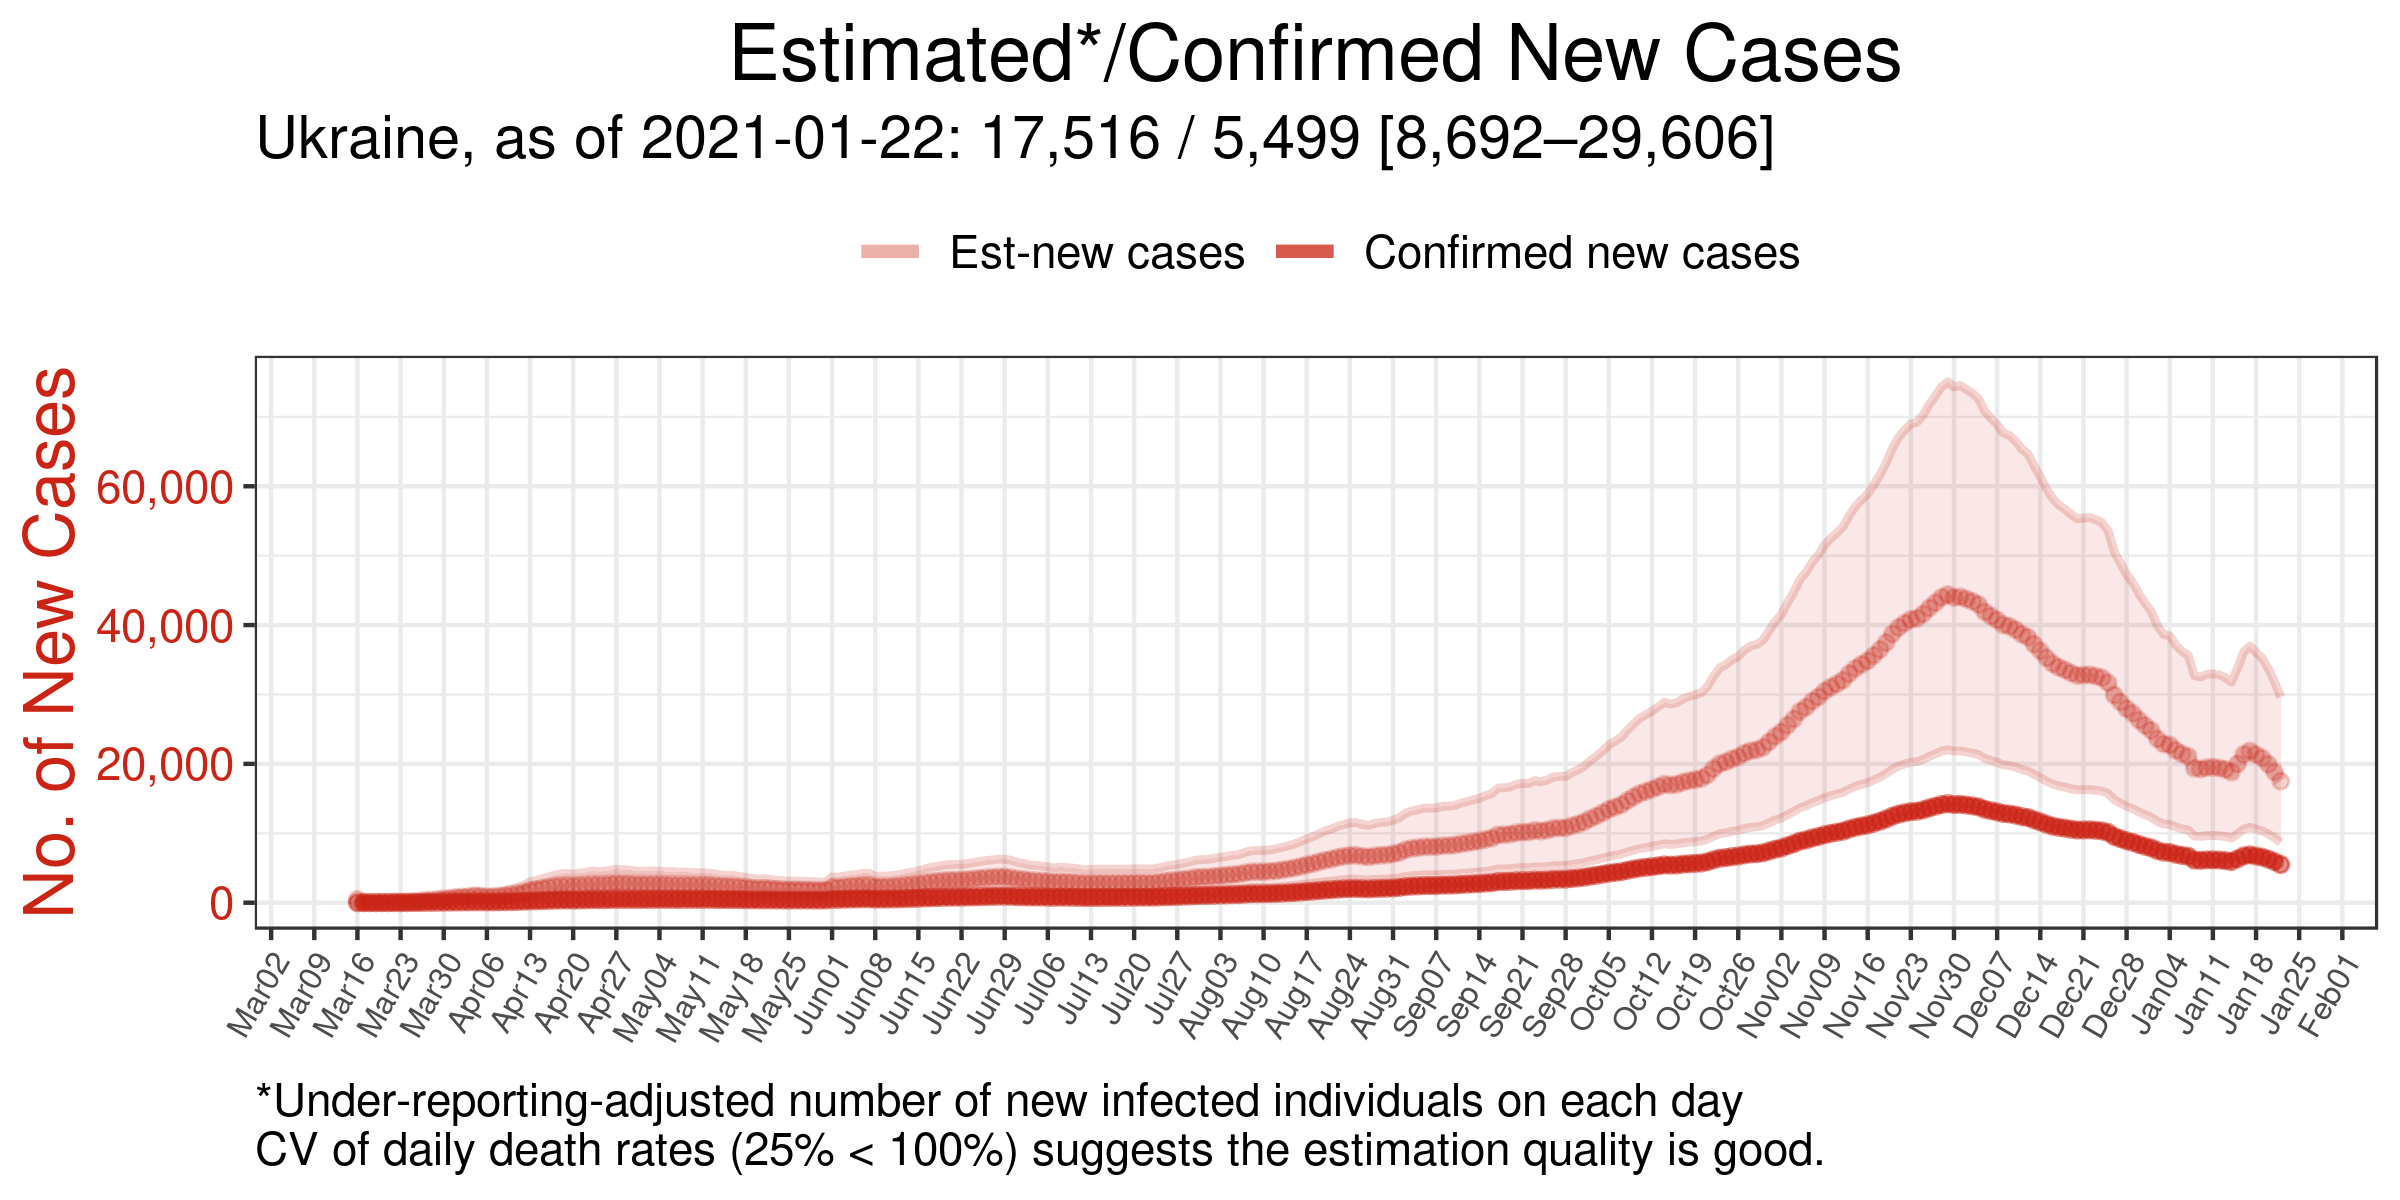 Estimated*/Confirmed New Cases
Ukraine, as of 2021-01-22: 17,516 / 5,499 [8,692–29,606]
Est-new cases
Confirmed new cases
No. of New Cases
60,000
40,000
20,000
0
Mar02
Mar09
Mar16
Mar23
Mar30
Apr06
Apr13
Apr20
Apr27
May04
May11
May18
May25
Jun01
Jun08
Jun15
Jun22
Jun29
Jul06
Jul13
Jul20
Jul27
Aug03
Aug10
Aug17
Aug24
Aug31
Sep07
Sep14
Sep21
Sep28
Oct05
Oct12
Oct19
Oct26
Nov02
Nov09
Nov16
Nov23
Nov30
Dec07
Dec14
Dec21
Dec28
Jan04
Jan11
Jan18
Jan25
Feb01
*Under-reporting-adjusted number of new infected individuals on each day
CV of daily death rates (25% < 100%) suggests the estimation quality is good.